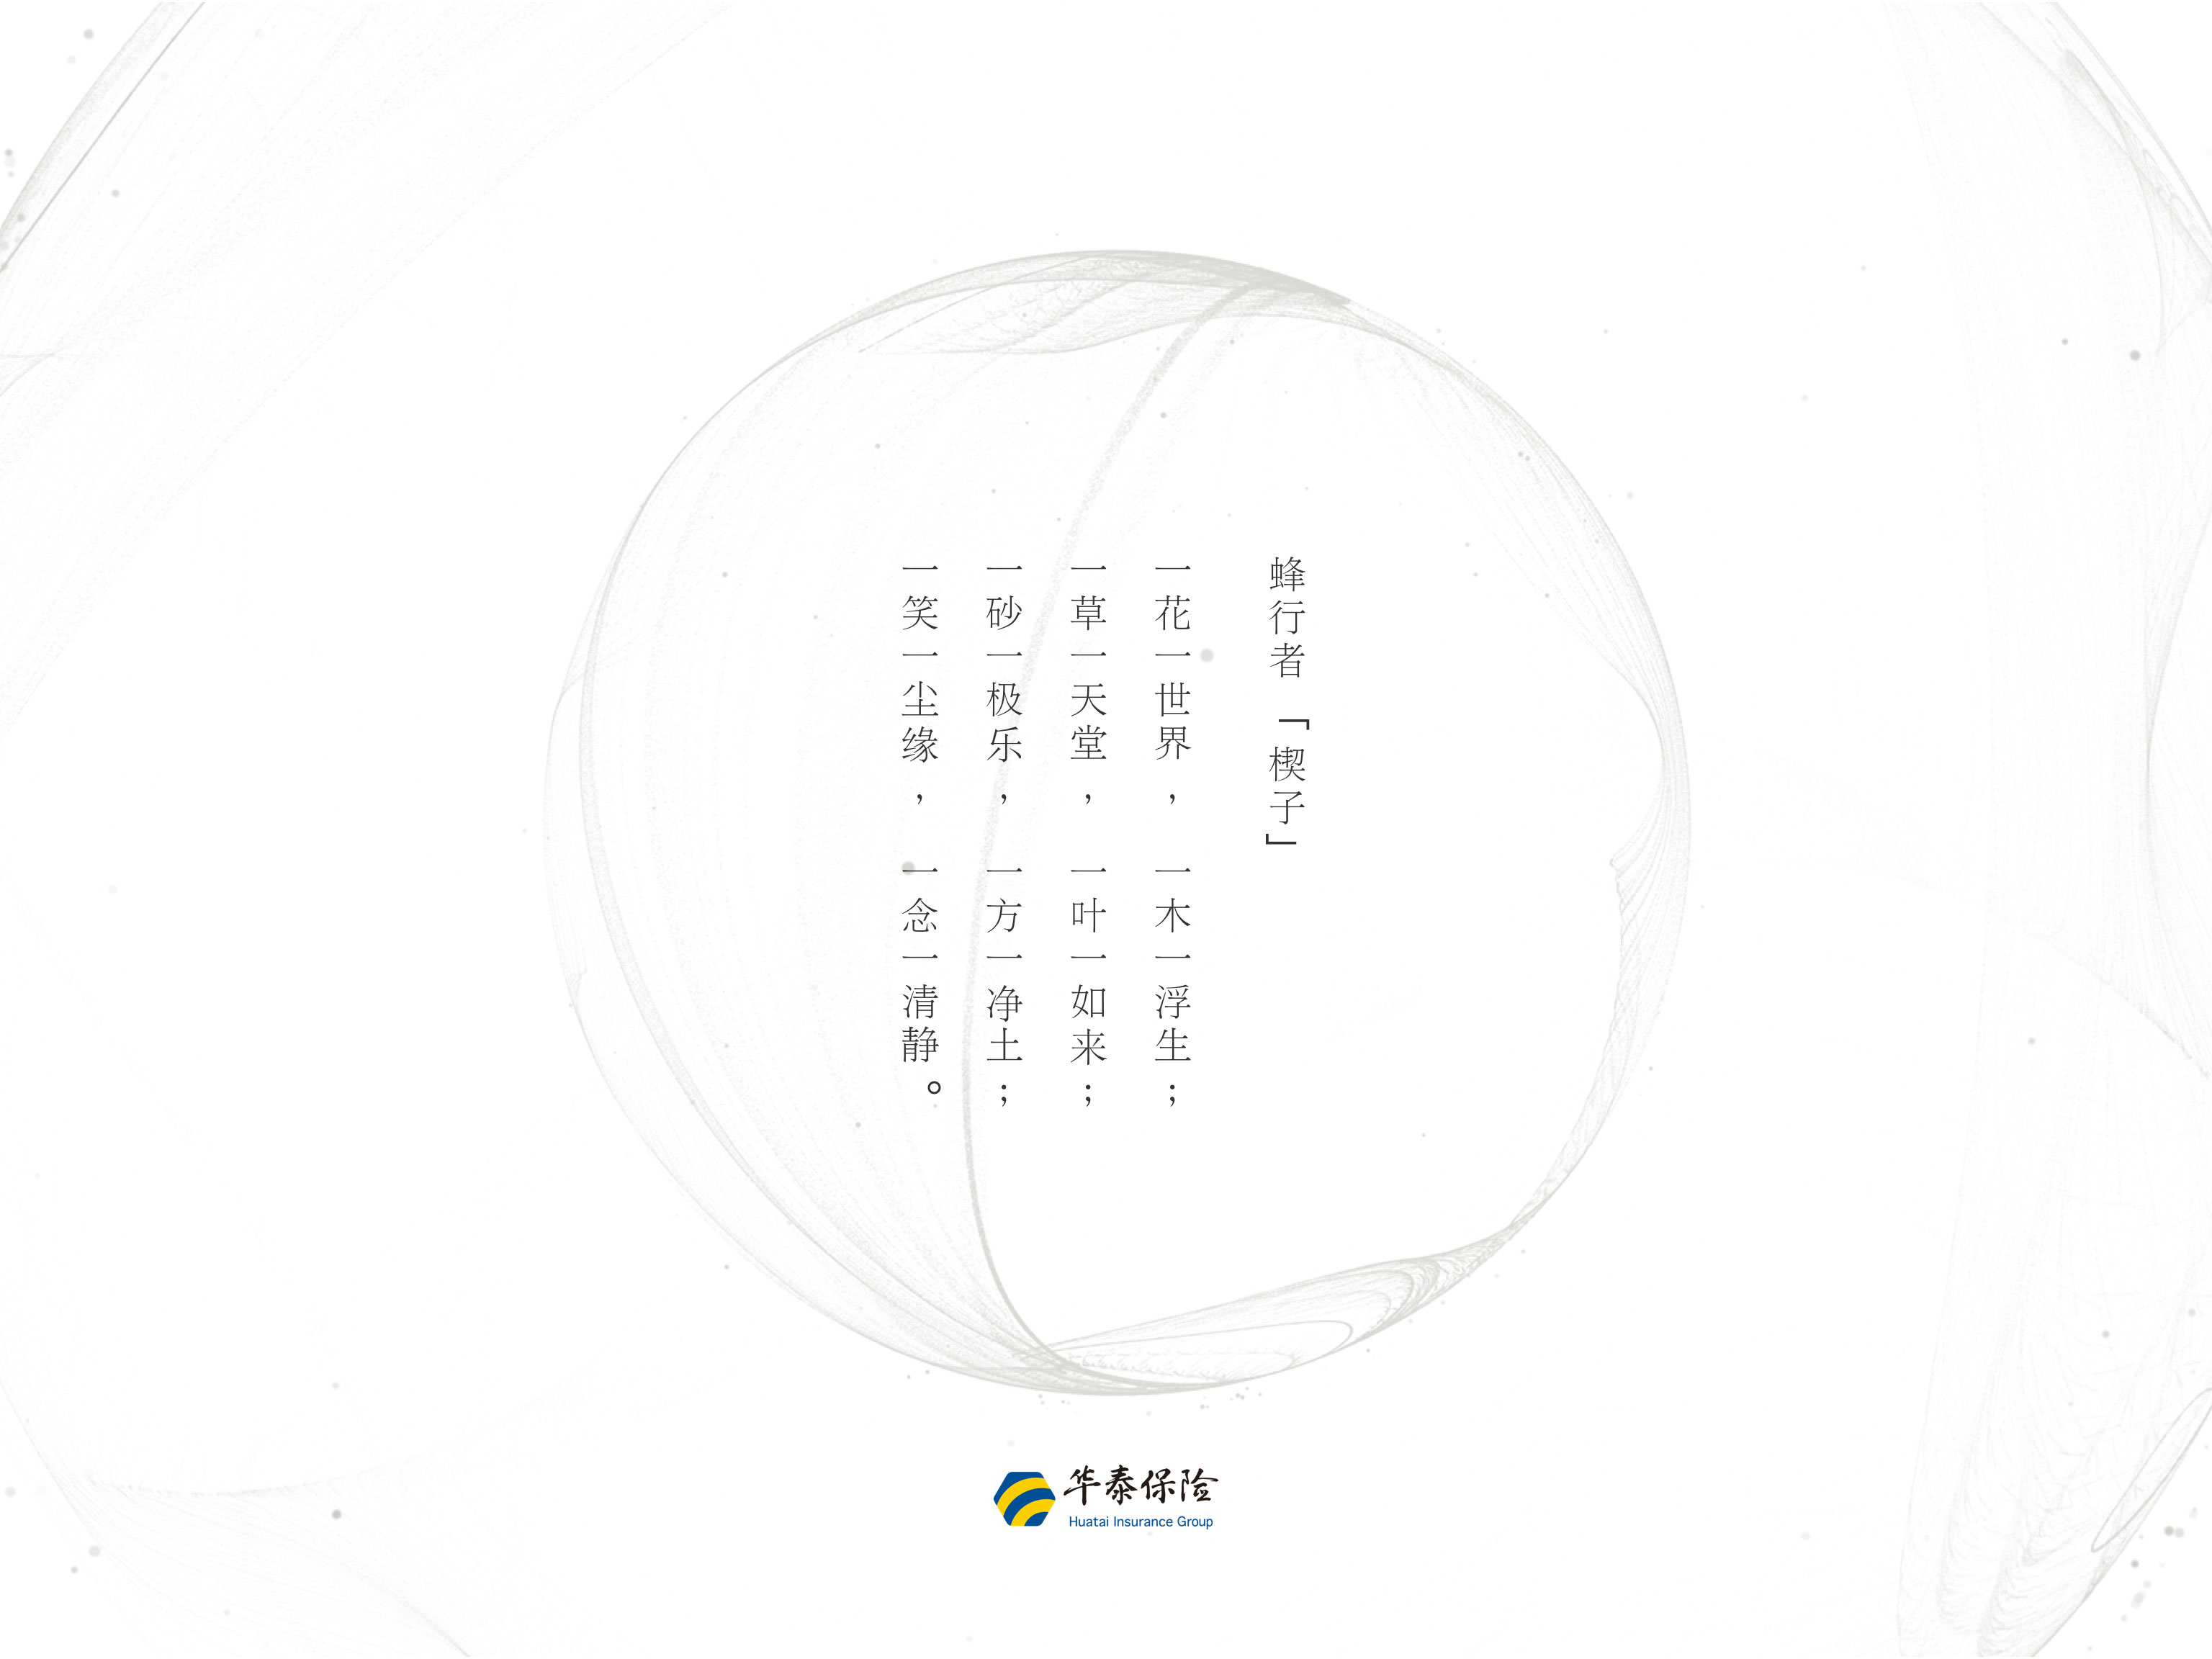 蜂行者「楔子」
一花一世界，一木一浮生；
一草一天堂，一叶一如来；
一砂一极乐，一方一净土；
一笑一尘缘，一念一清静。
华泰保险
Huatai Insurance Group